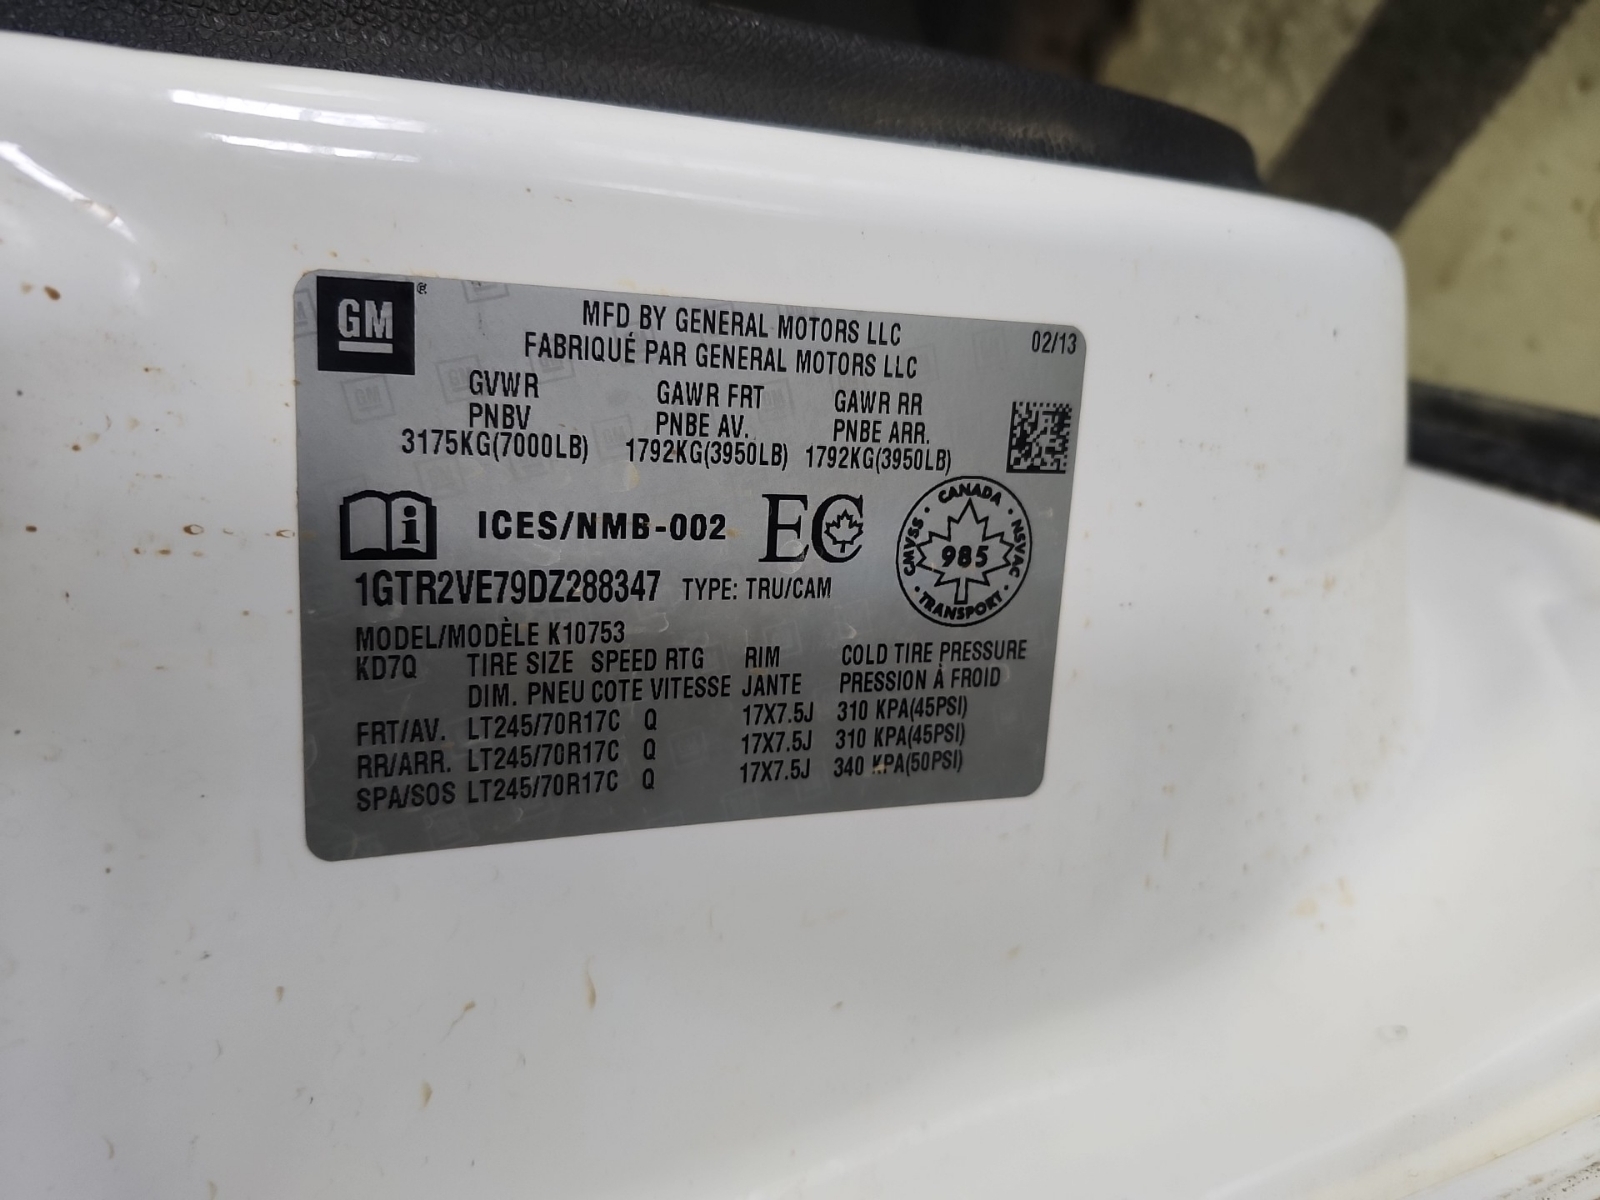 GM
MFD BY GENERAL MOTORS LLC
FABRIQUÉ PAR GENERAL MOTORS LLC
02/13
GVWR GAWR FRT GAWR RR
PNBV PNBE AV. PNBE ARR.
3175KG(7000LB) 1792KG(3950LB) 1792KG(3950LB)
i ICES/NMB-002 EC
CANADA
CMVSS 985 NSVAC
TRANSPORT
1GTR2VE79DZ288347 TYPE: TRU/CAM
MODEL/MODÈLE K10753
KD7Q TIRE SIZE SPEED RTG RIM COLD TIRE PRESSURE
DIM. PNEU COTE VITESSE JANTE PRESSION À FROID
FRT/AV. LT245/70R17C Q 17X7.5J 310 KPA(45PSI)
RR/ARR. LT245/70R17C Q 17X7.5J 310 KPA(45PSI)
SPA/SOS LT245/70R17C Q 17X7.5J 340 KPA(50PSI)